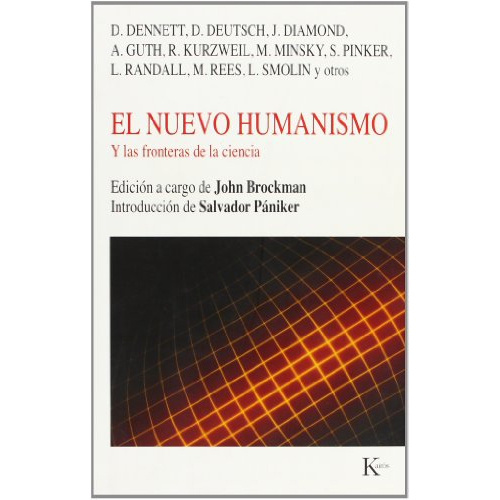 D. DENNETT, D. DEUTSCH, J. DIAMOND,
A. GUTH, R. KURZWEIL, M. MINSKY, S. PINKER,
L. RANDALL, M. REES, L. SMOLIN y otros
EL NUEVO HUMANISMO
Y las fronteras de la ciencia
Edición a cargo de John Brockman
Introducción de Salvador Pániker
Kairós